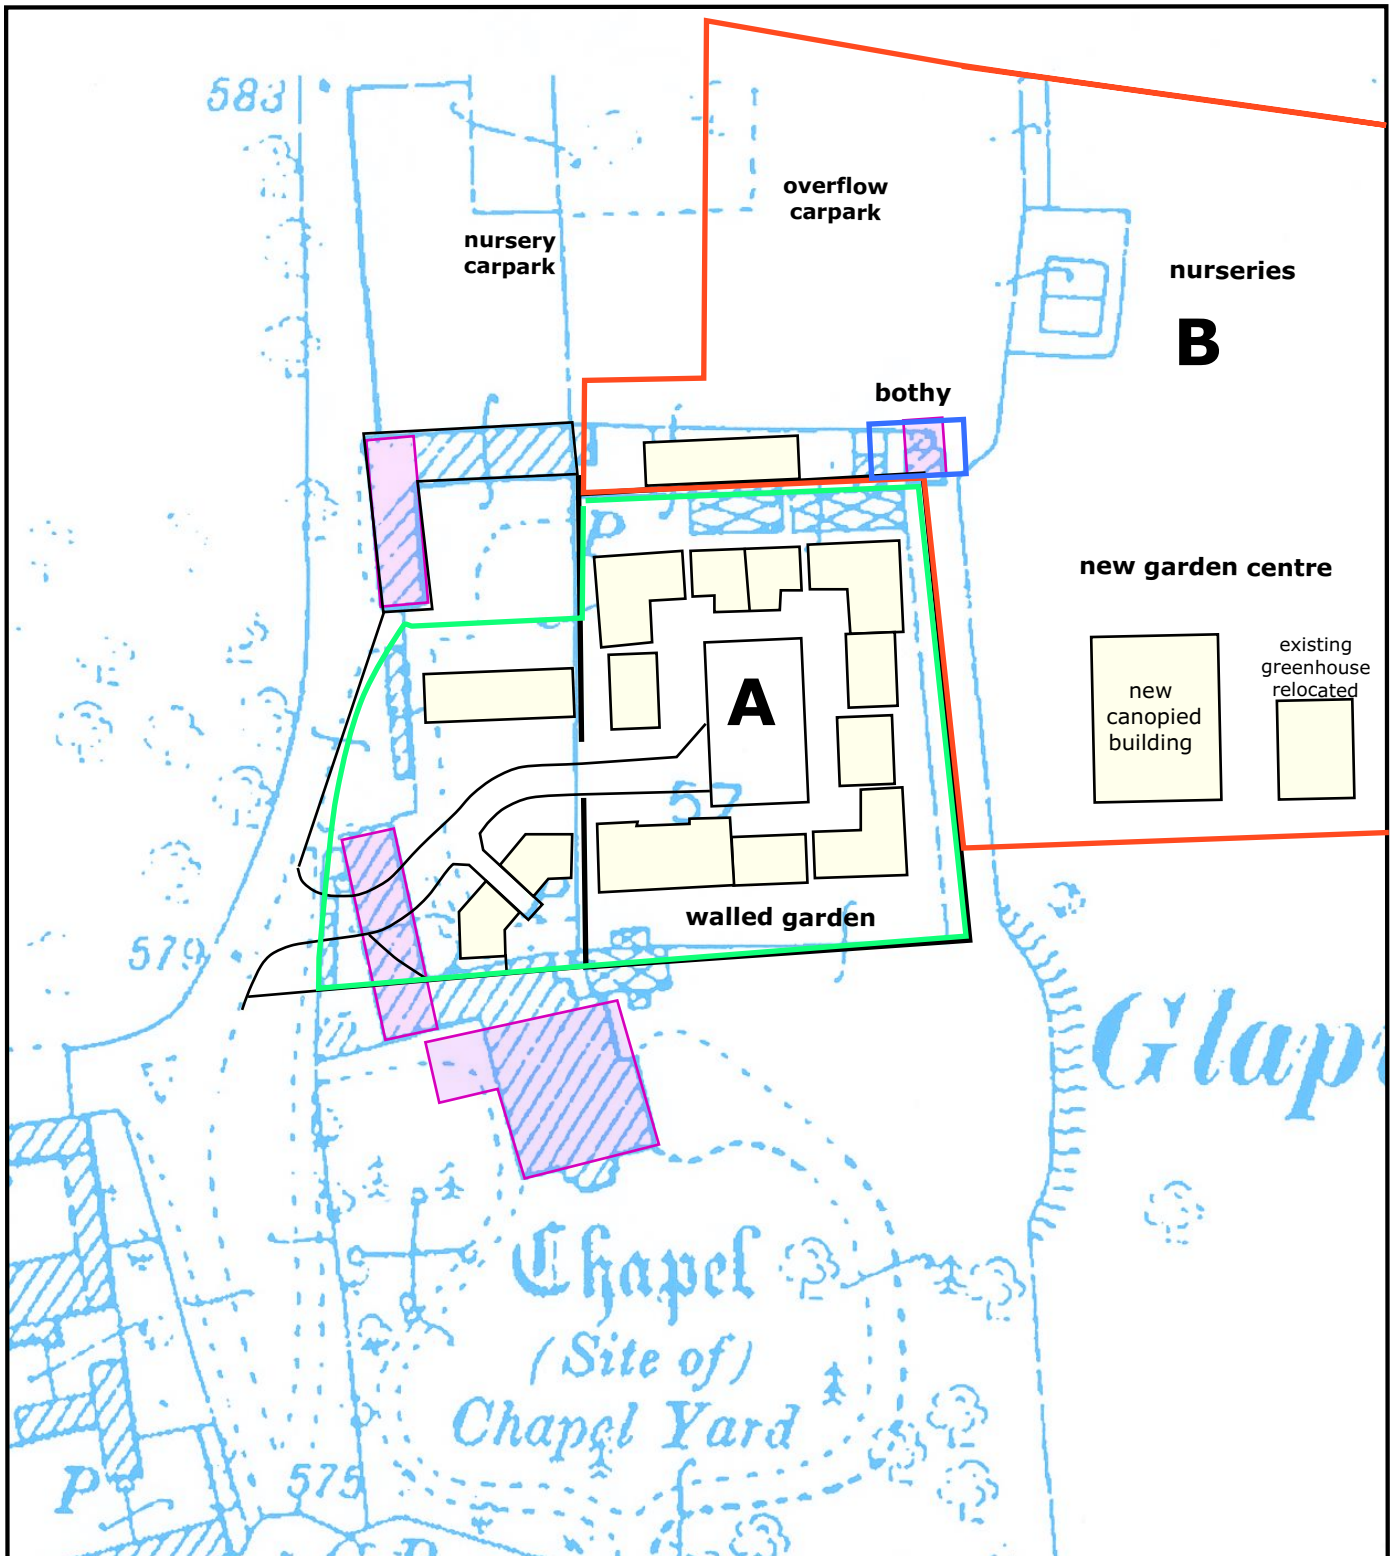 583
overflow
carpark
nursery
carpark
nurseries
B
bothy
P
new garden centre
existing
greenhouse
relocated
new
canopied
building
A
57
walled garden
579
Chapel
(Site of)
Chapel Yard
P
575